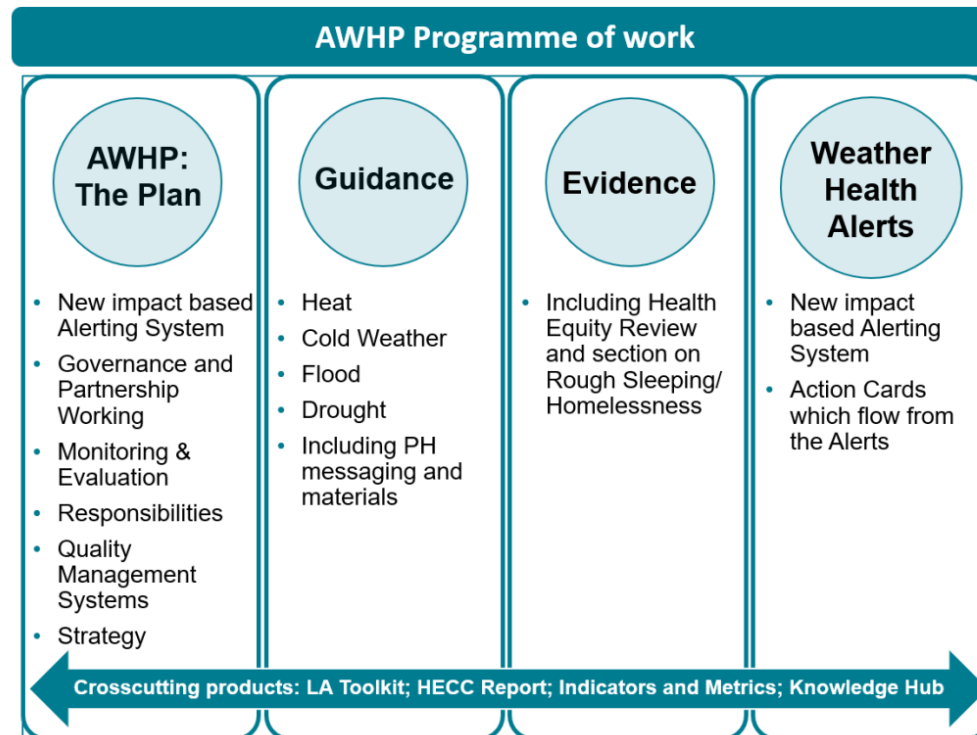 AWHP Programme of work
AWHP:
The Plan
• New impact based
Alerting System
• Governance and
Partnership
Working
• Monitoring &
Evaluation
• Responsibilities
• Quality
Management
Systems
• Strategy
Guidance
• Heat
• Cold Weather
• Flood
• Drought
• Including PH
messaging and
materials
Evidence
• Including Health
Equity Review
and section on
Rough Sleeping/
Homelessness
Weather
Health
Alerts
• New impact
based Alerting
System
• Action Cards
which flow from
the Alerts
Crosscutting products: LA Toolkit; HECC Report; Indicators and Metrics; Knowledge Hub